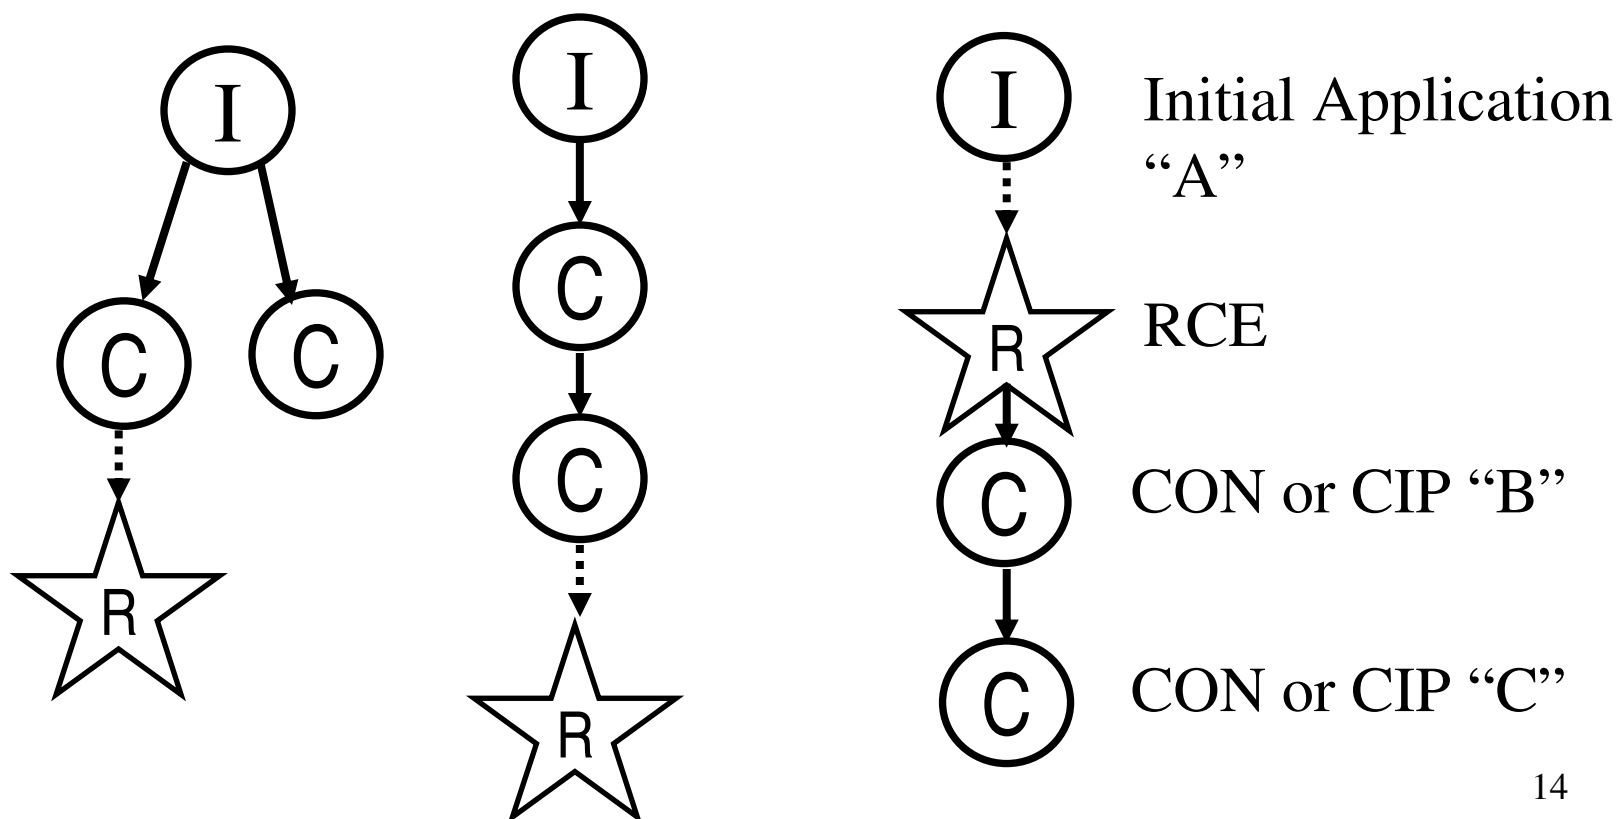 I
C
C
R
I
C
C
R
I
Initial Application
“A”
R
RCE
C
CON or CIP “B”
C
CON or CIP “C”
14